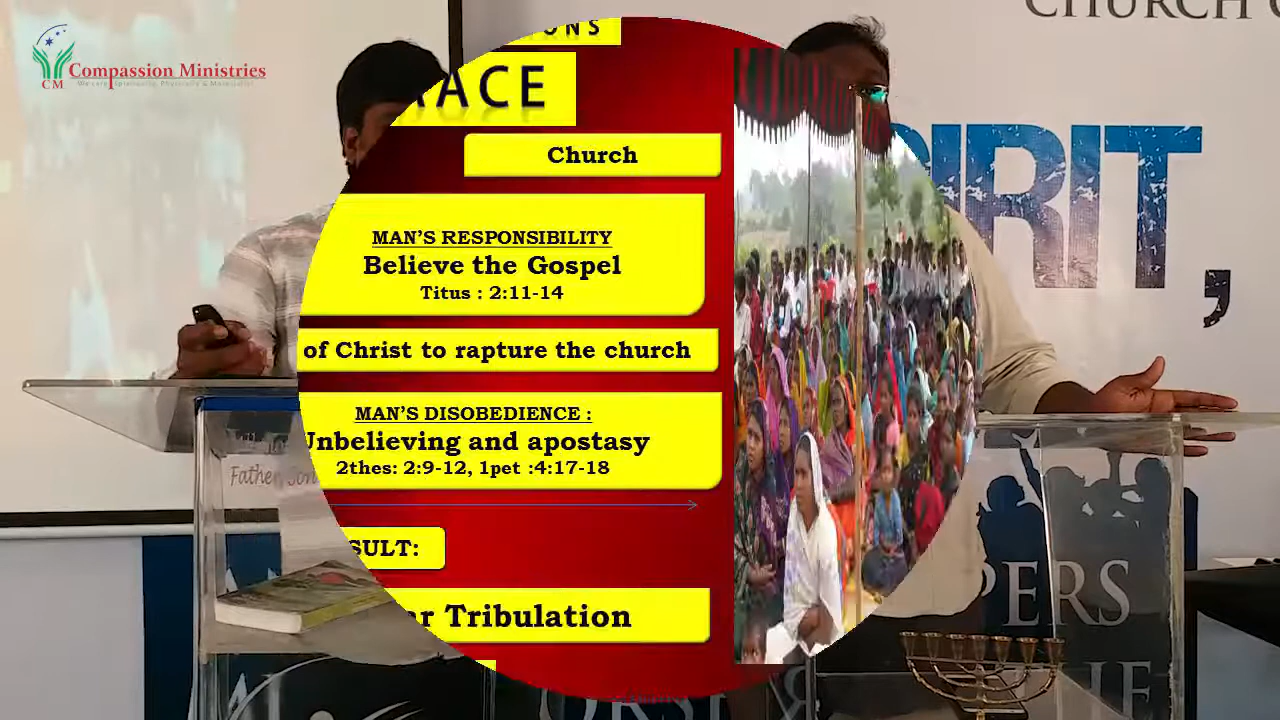 CHURCH
Compassion Ministries
CM
ACE
Church
MAN'S RESPONSIBILITY
Believe the Gospel
Titus : 2:11-14
of Christ to rapture the church
MAN'S DISOBEDIENCE :
Unbelieving and apostasy
2thes: 2:9-12, 1pet :4:17-18
SULT:
Tribulation
IRIT,
PERS